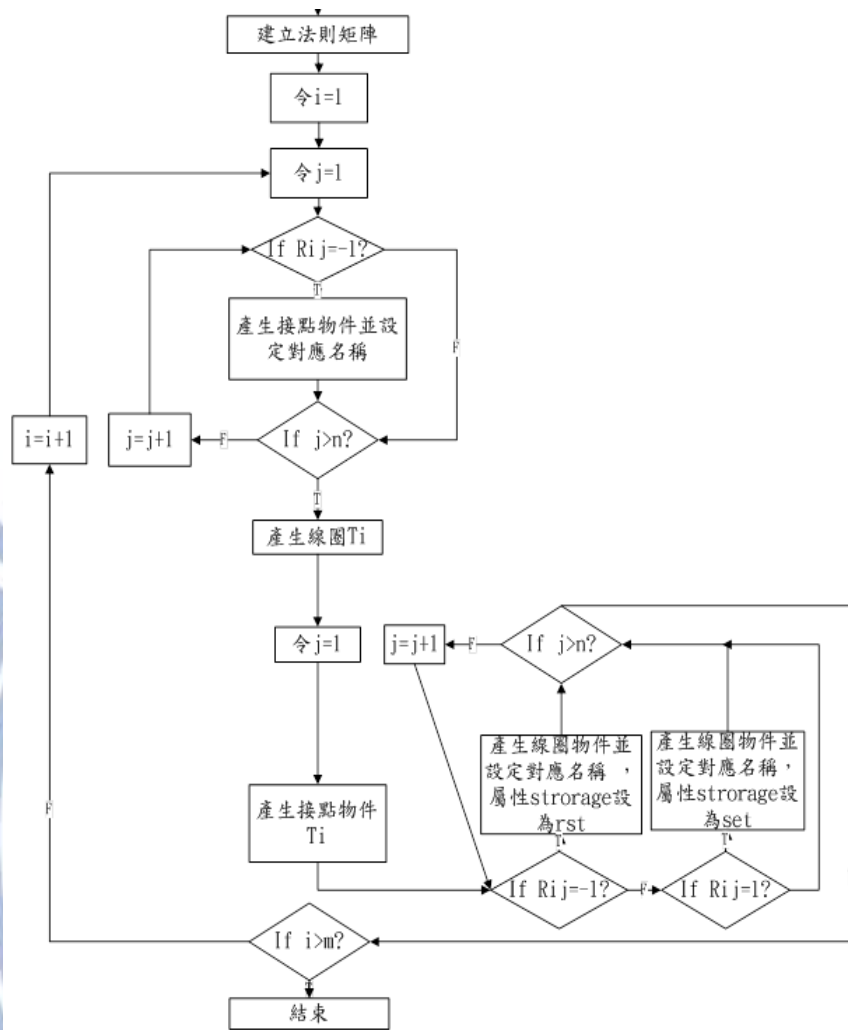 建立法則矩陣
令i=1
令j=1
If Rij=-1?
T
產生接點物件並設
定對應名稱
F
i=i+1
j=j+1
F
If j>n?
T
產生線圈Ti
令j=1
j=j+1
F
If j>n?
產生線圈物件並
設定對應名稱，
屬性strorage設
為rst
產生線圈物件並
設定對應名稱，
屬性strorage設
為set
產生接點物件
Ti
F
T
T
If Rij=-1?
F
If Rij=1?
If i>m?
T
結束